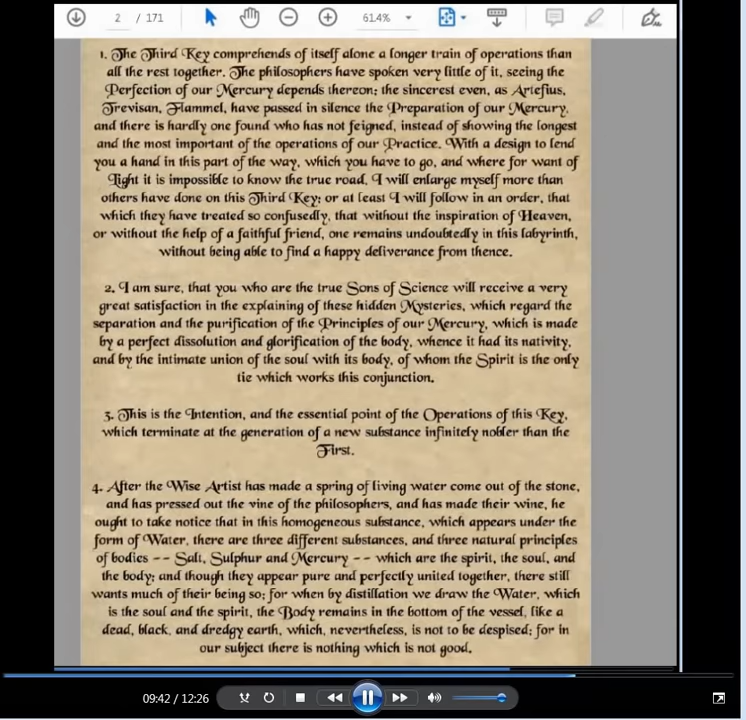 2 / 171
61.4%
1. The Third Key comprehends of itself alone a longer train of operations than
all the rest together. The philosophers have spoken very little of it, seeing the
Perfection of our Mercury depends thereon; the sincerest even, as Artefius,
Trevisan, Flammel, have passed in silence the Preparation of our Mercury,
and there is hardly one found who has not feigned, instead of showing the longest
and the most important of the operations of our Practice. With a design to lend
you a hand in this part of the way, which you have to go, and where for want of
Light it is impossible to know the true road, I will enlarge myself more than
others have done on this Third Key; or at least I will follow in an order, that
which they have treated so confusedly, that without the inspiration of Heaven,
or without the help of a faithful friend, one remains undoubtedly in this labyrinth,
without being able to find a happy deliverance from thence.
2. I am sure, that you who are the true Sons of Science will receive a very
great satisfaction in the explaining of these hidden Mysteries, which regard the
separation and the purification of the Principles of our Mercury, which is made
by a perfect dissolution and glorification of the body, whence it had its nativity,
and by the intimate union of the soul with its body, of whom the Spirit is the only
tie which works this conjunction.
3. This is the Intention, and the essential point of the Operations of this Key,
which terminate at the generation of a new substance infinitely nobler than the
First.
4. After the Wise Artist has made a spring of living water come out of the stone,
and has pressed out the vine of the philosophers, and has made their wine, he
ought to take notice that in this homogeneous substance, which appears under the
form of Water, there are three different substances, and three natural principles
of bodies -- Salt, Sulphur and Mercury -- which are the spirit, the soul, and
the body; and though they appear pure and perfectly united together, there still
wants much of their being so; for when by distillation we draw the Water, which
is the soul and the spirit, the Body remains in the bottom of the vessel, like a
dead, black, and dredgy earth, which, nevertheless, is not to be despised; for in
our subject there is nothing which is not good.
09:42 / 12:26